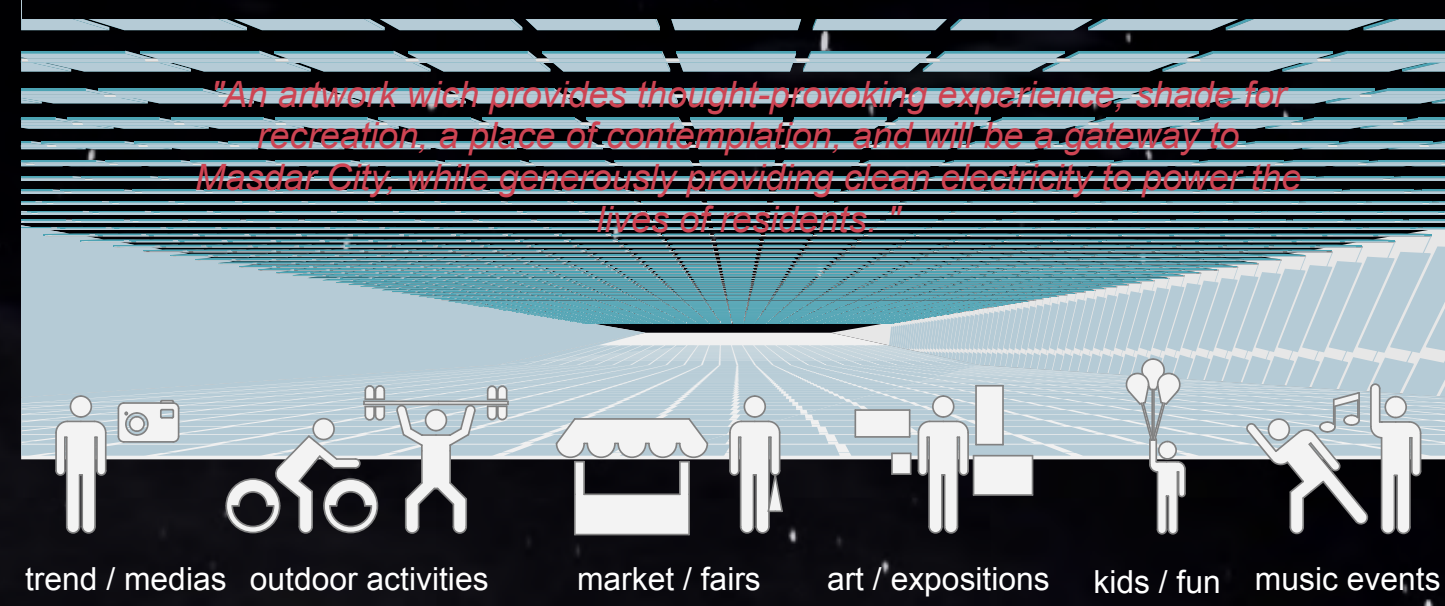 "An artwork wich provides thought-provoking experience, shade for
recreation, a place of contemplation, and will be a gateway to
Masdar City, while generously providing clean electricity to power the
lives of residents. "
trend / medias outdoor activities market / fairs art / expositions kids / fun music events